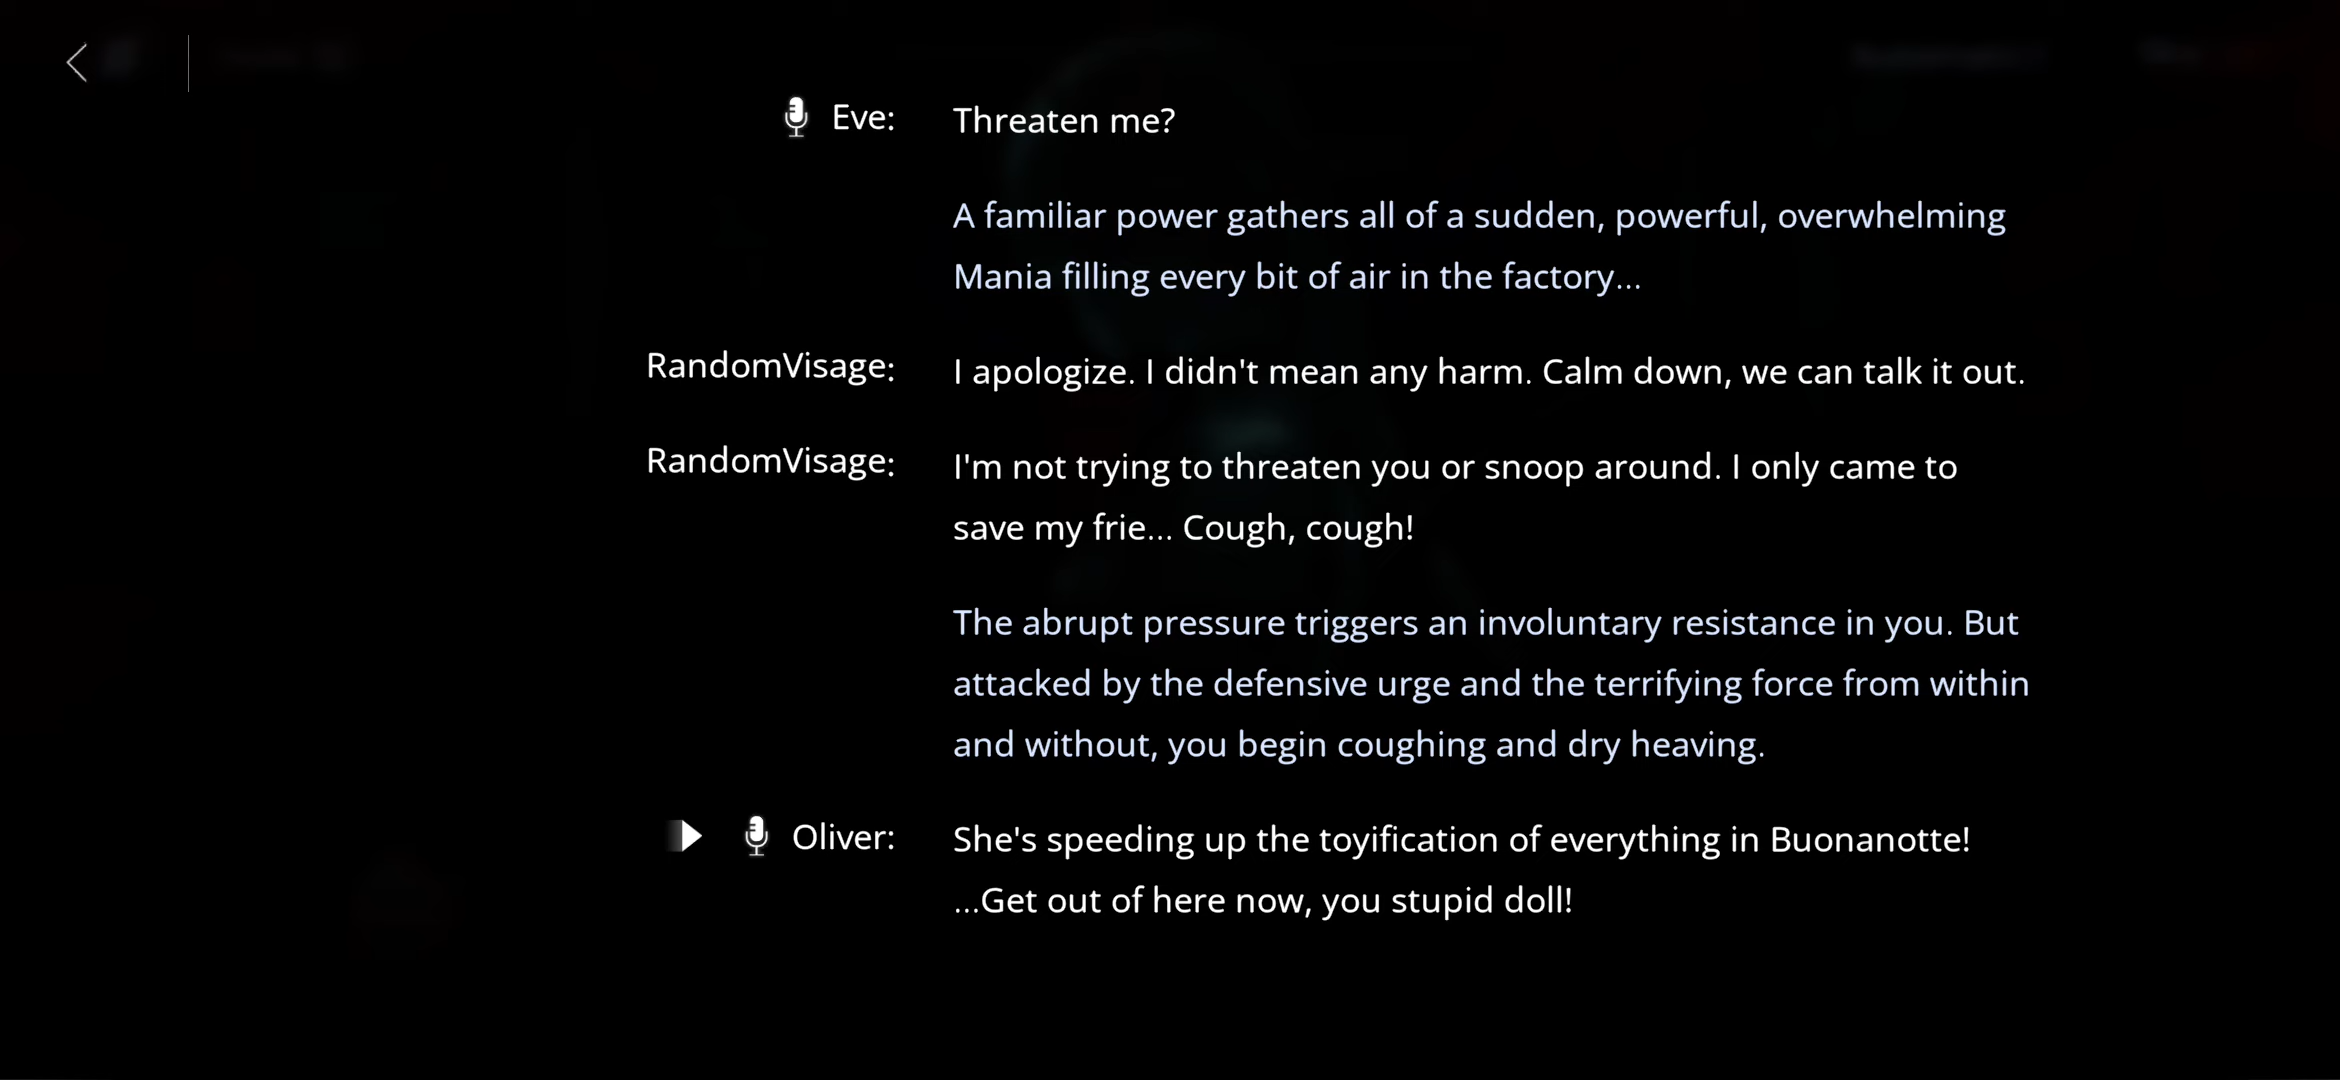 Eve: Threaten me?
A familiar power gathers all of a sudden, powerful, overwhelming
Mania filling every bit of air in the factory...
RandomVisage: I apologize. I didn't mean any harm. Calm down, we can talk it out.
RandomVisage: I'm not trying to threaten you or snoop around. I only came to
save my frie... Cough, cough!
The abrupt pressure triggers an involuntary resistance in you. But
attacked by the defensive urge and the terrifying force from within
and without, you begin coughing and dry heaving.
Oliver: She's speeding up the toyification of everything in Buonanotte!
...Get out of here now, you stupid doll!